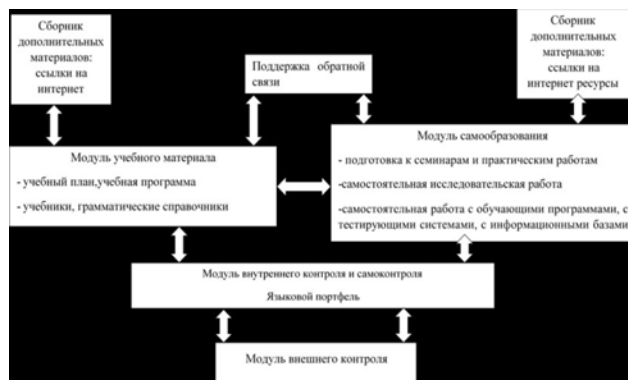 Сборник
дополнительных
материалов:
ссылки на
интернет
Поддержка обратной
связи
Сборник
дополнительных
материалов:
ссылки на
интернет ресурсы
Модуль учебного материала
- учебный план,учебная программа
- учебники, грамматические справочники
Модуль самообразования
- подготовка к семинарам и практическим работам
-самостоятельная исследовательская работа
-самостоятельная работа с обучающими программами, с
тестирующими системами, с информационными базами
Модуль внутреннего контроля и самоконтроля
Языковой портфель
Модуль внешнего контроля